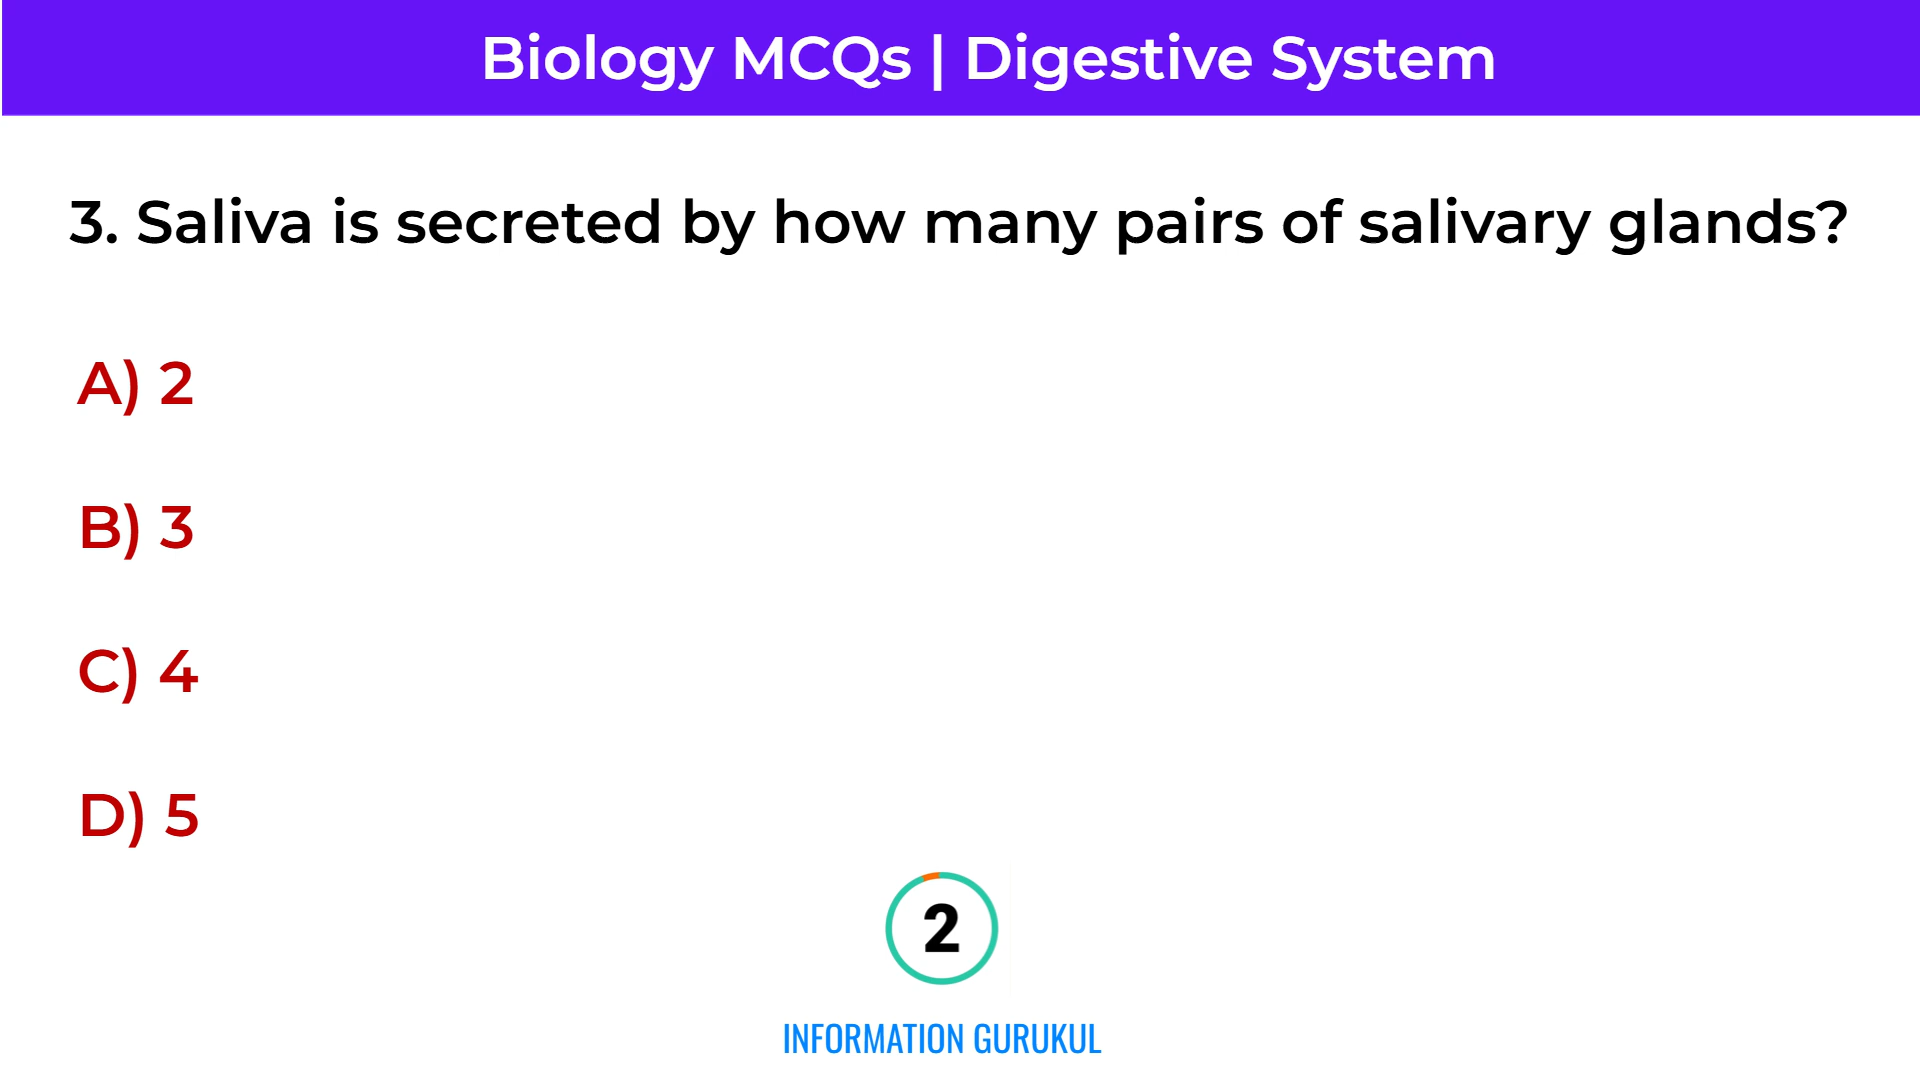 Biology MCQs | Digestive System
3. Saliva is secreted by how many pairs of salivary glands?
A) 2
B) 3
C) 4
D) 5
2
INFORMATION GURUKUL